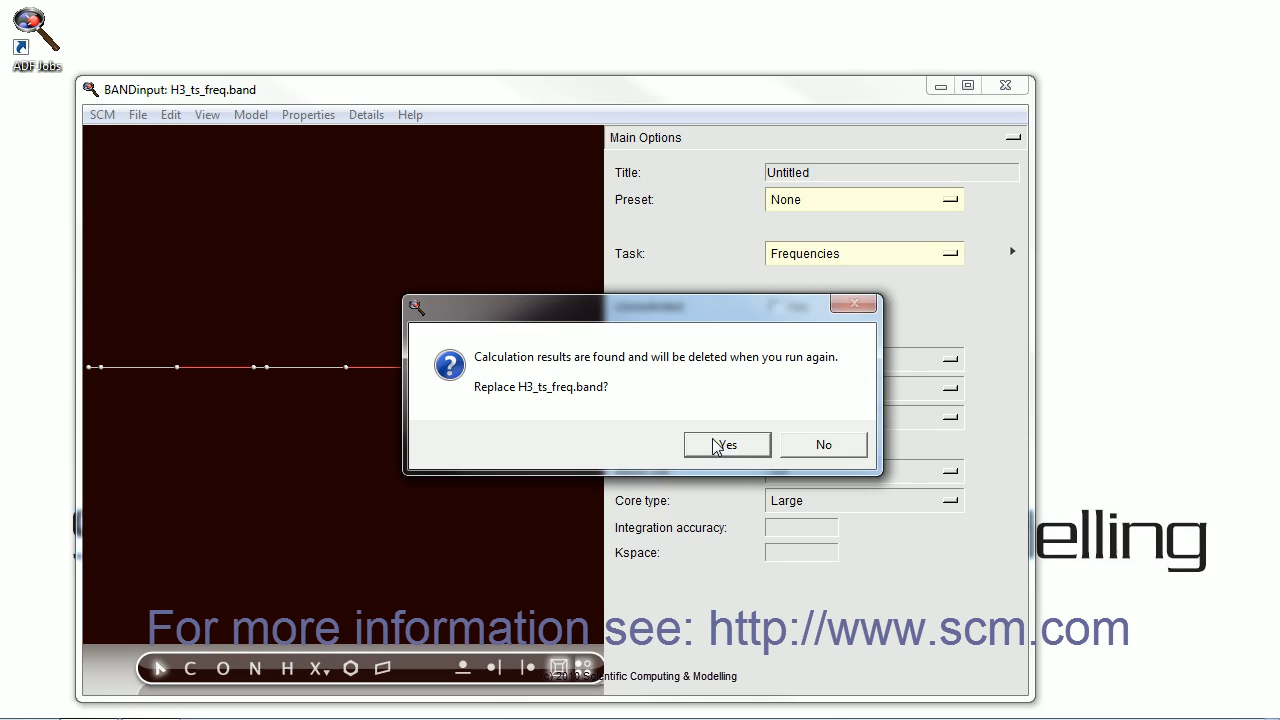 ADF Jobs
BANDinput: H3_ts_freq.band
SCM File Edit View Model Properties Details Help
Main Options
Title: Untitled
Preset: None
Task: Frequencies
Calculation results are found and will be deleted when you run again.
Replace H3_ts_freq.band?
Yes No
Core type: Large
Integration accuracy:
Kspace:
elling
For more information see: http://www.scm.com
C O N H X
Scientific Computing & Modelling